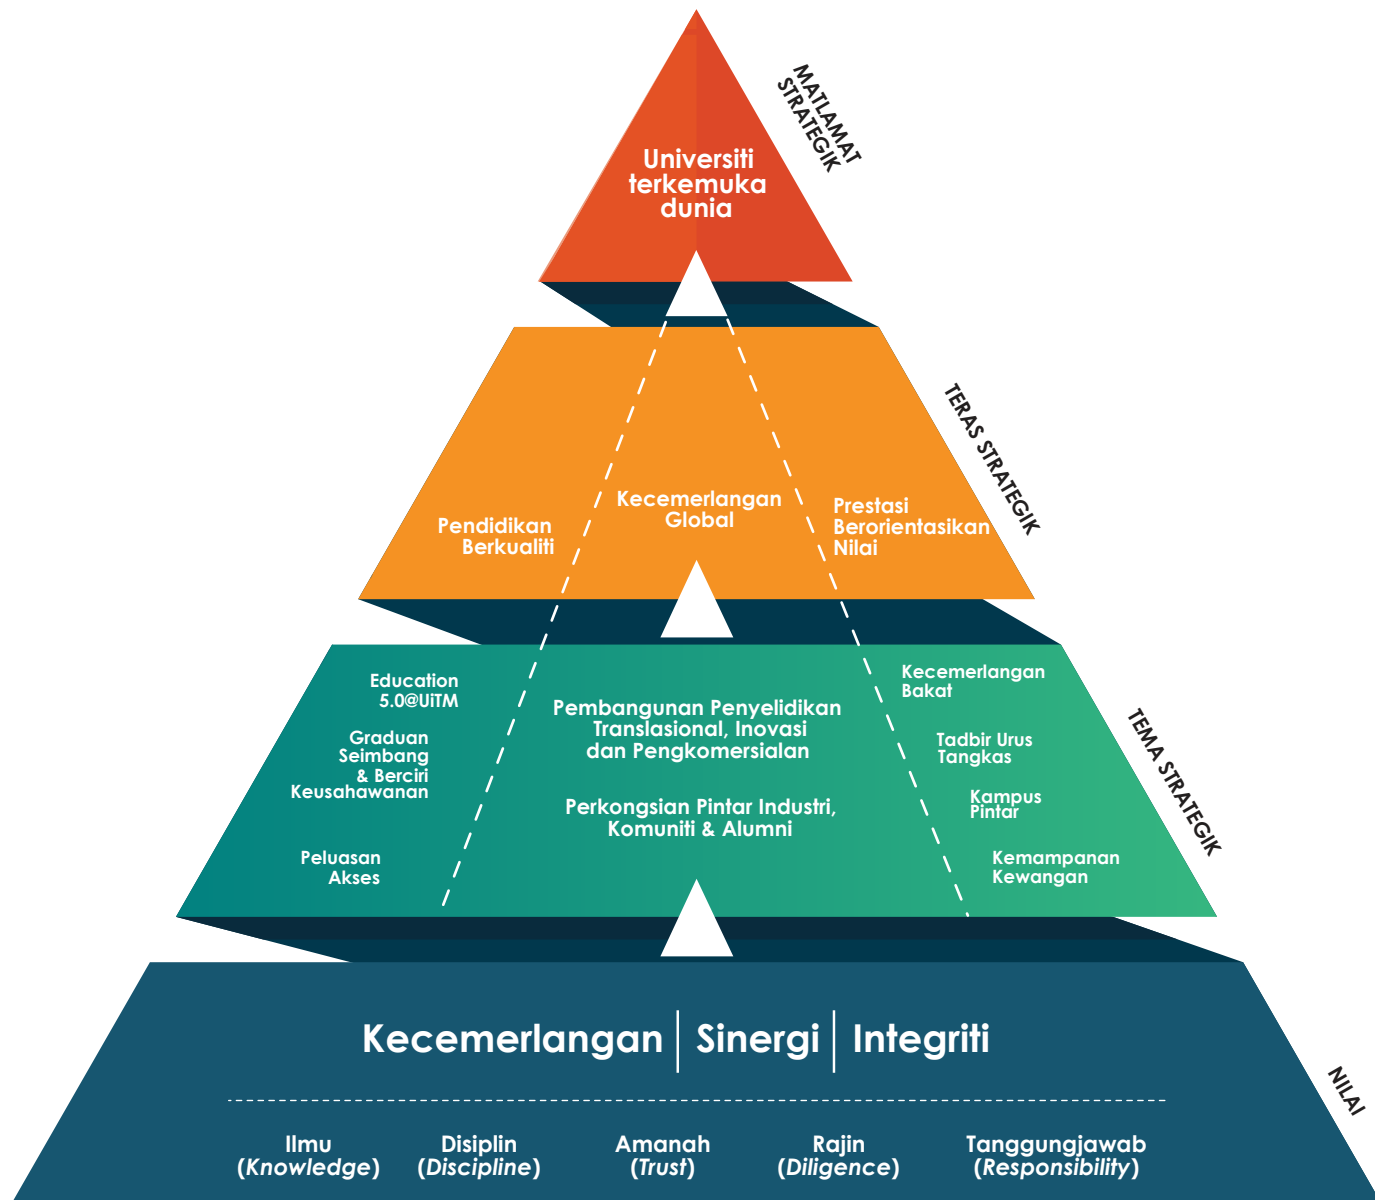 MATLAMAT
STRATEGIK
Universiti
terkemuka
dunia
TERAS STRATEGIK
Pendidikan
Berkualiti
Kecemerlangan
Global
Prestasi
Berorientasikan
Nilai
TEMA STRATEGIK
Education
5.0@UiTM
Graduan
Seimbang
& Berciri
Keusahawanan
Peluasan
Akses
Pembangunan Penyelidikan
Translasional, Inovasi
dan Pengkomersialan
Perkongsian Pintar Industri,
Komuniti & Alumni
Kecemerlangan
Bakat
Tadbir Urus
Tangkas
Kampus
Pintar
Kemampanan
Kewangan
NILAI
Kecemerlangan | Sinergi | Integriti
Ilmu
(Knowledge)
Disiplin
(Discipline)
Amanah
(Trust)
Rajin
(Diligence)
Tanggungjawab
(Responsibility)